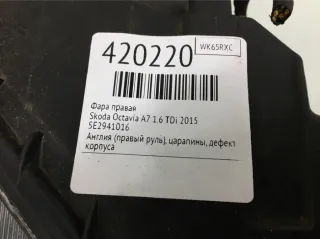 420220
WK65RXC
Фара правая
Skoda Octavia A7 1.6 TDi 2015
5E2941016
Англия (правый руль), царапины, дефект
корпуса